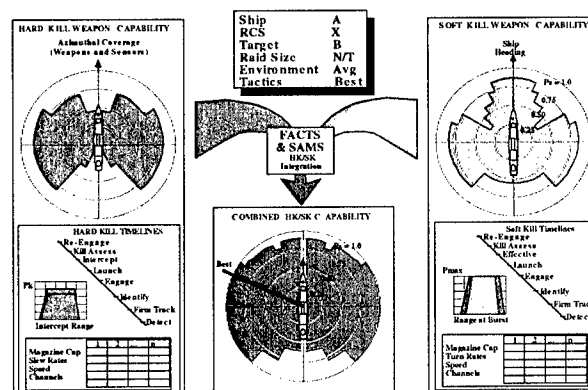 HARD KILL WEAPON CAPABILITY
Azimuthal Coverage
(Weapons and Sensors)
HARD KILL TIMELINES
Re-Engage
Kill Assess
Intercept
Launch
Engage
Identify
Firm Track
Detect
Pk
Intercept Range
1 2 ... n
Magazine Cap
Slew Rates
Speed
Channels
Ship A
RCS X
Target B
Raid Size N/T
Environment Avg
Tactics Best
FACTS
& SAMS
HK/SK
Integration
COMBINED HK/SK CAPABILITY
Ps = 1.0
Best
SOFT KILL WEAPON CAPABILITY
Ship
Heading
Ps = 1.0
0.75
0.50
0.25
Soft Kill Timelines
Re-Engage
Kill Assess
Effective
Launch
Engage
Identify
Firm Track
Detect
Pmax
Range at Burst
1 2 ... n
Magazine Cap
Turn Rates
Speed
Channels